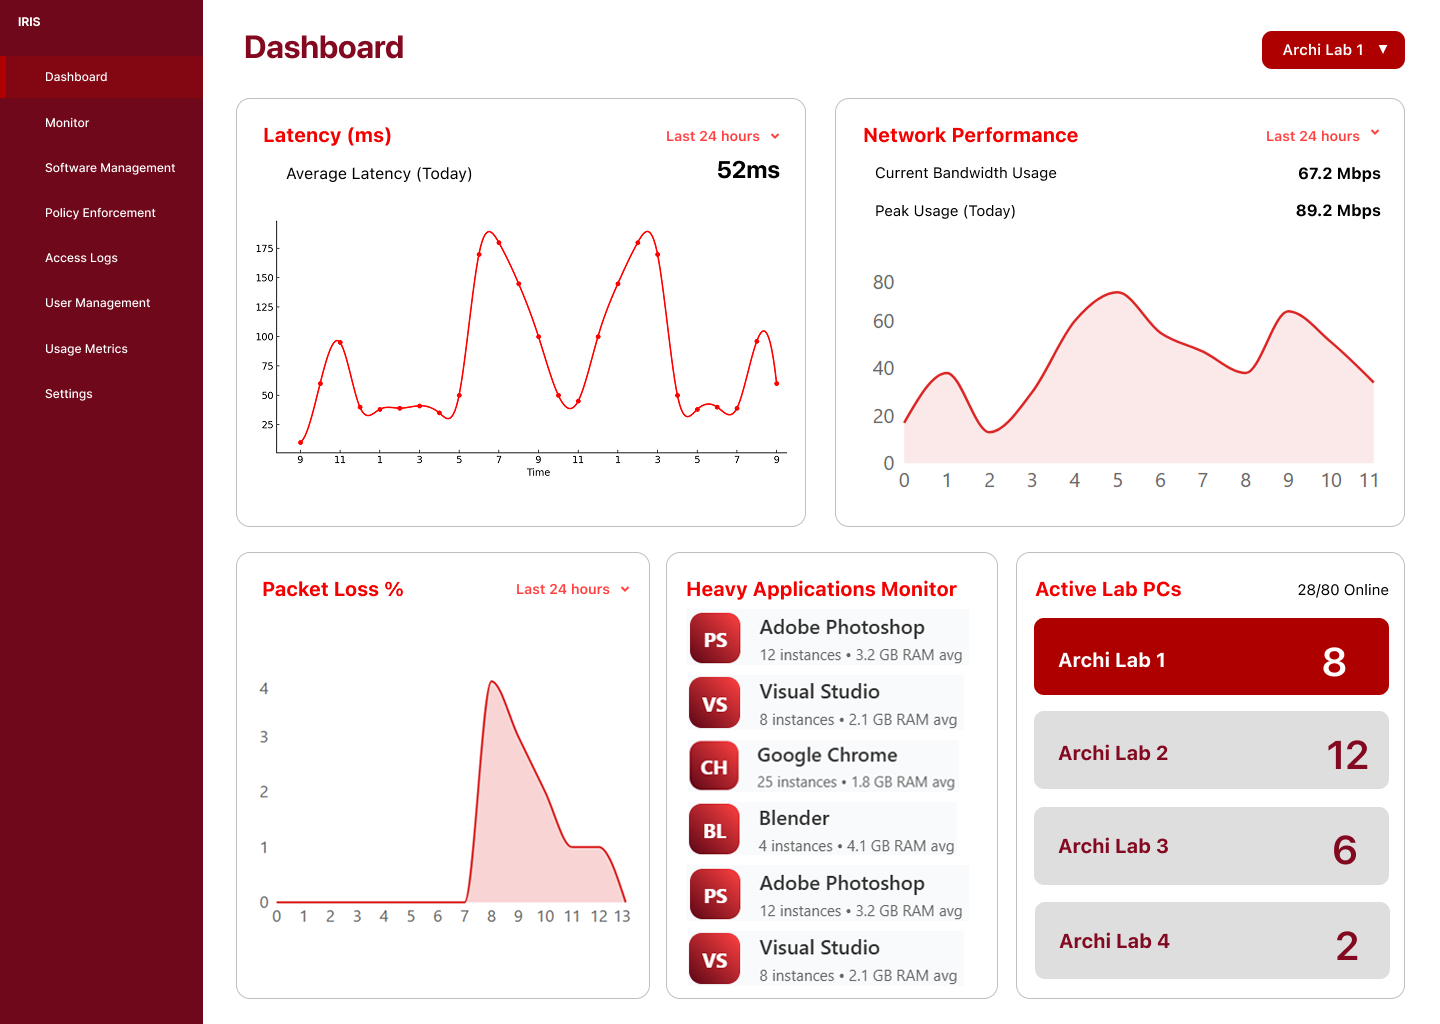 IRIS
Dashboard
Monitor
Software Management
Policy Enforcement
Access Logs
User Management
Usage Metrics
Settings
Dashboard
Archi Lab 1 ▼
Latency (ms)
Last 24 hours
Average Latency (Today)
52ms
175
150
125
100
75
50
25
9 11 1 3 5 7 9 11 1 3 5 7 9
Time
Network Performance
Last 24 hours
Current Bandwidth Usage
67.2 Mbps
Peak Usage (Today)
89.2 Mbps
80
60
40
20
0
0 1 2 3 4 5 6 7 8 9 10 11
Packet Loss %
Last 24 hours
4
3
2
1
0
0 1 2 3 4 5 6 7 8 9 10 11 12 13
Heavy Applications Monitor
PS
Adobe Photoshop
12 instances • 3.2 GB RAM avg
VS
Visual Studio
8 instances • 2.1 GB RAM avg
CH
Google Chrome
25 instances • 1.8 GB RAM avg
BL
Blender
4 instances • 4.1 GB RAM avg
PS
Adobe Photoshop
12 instances • 3.2 GB RAM avg
VS
Visual Studio
8 instances • 2.1 GB RAM avg
Active Lab PCs
28/80 Online
Archi Lab 1
8
Archi Lab 2
12
Archi Lab 3
6
Archi Lab 4
2